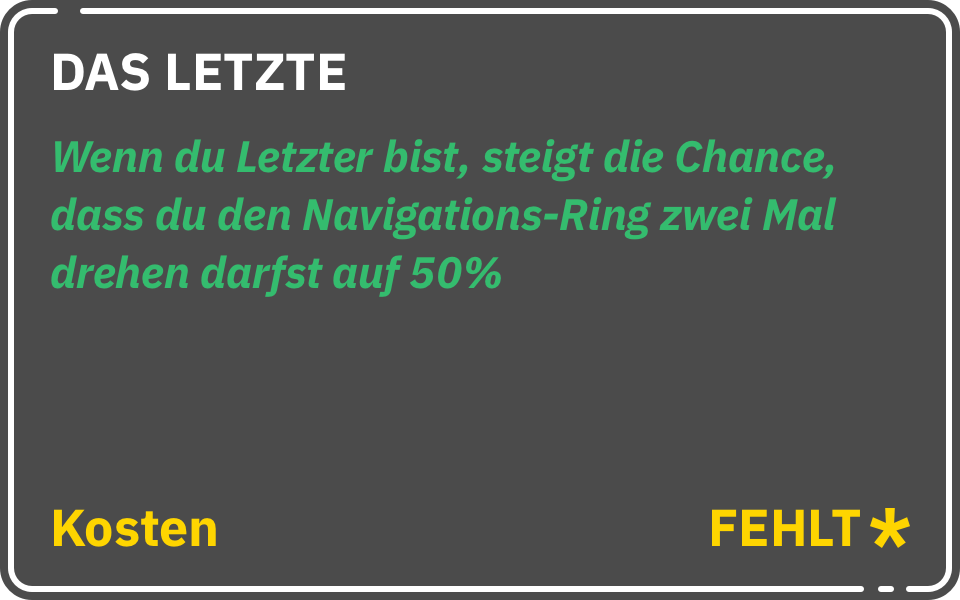 DAS LETZTE
Wenn du Letzter bist, steigt die Chance,
dass du den Navigations-Ring zwei Mal
drehen darfst auf 50%
Kosten
FEHLT*